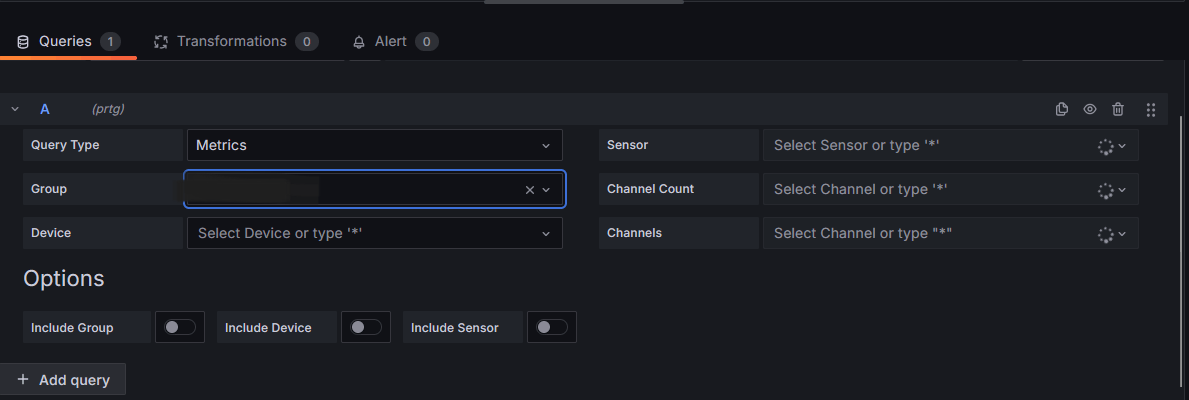 Queries 1 Transformations 0 Alert 0
A (prtg)
Query Type Metrics Sensor Select Sensor or type '*'
Group Channel Count Select Channel or type '*'
Device Select Device or type '*' Channels Select Channel or type "*"
Options
Include Group Include Device Include Sensor
+ Add query